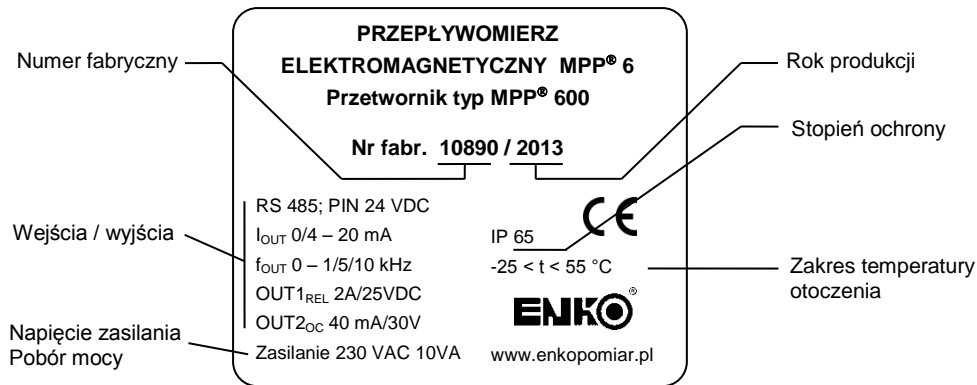 PRZEPŁYWOMIERZ
ELEKTROMAGNETYCZNY MPP® 6
Przetwornik typ MPP® 600
Nr fabr. 10890 / 2013
Numer fabryczny
Rok produkcji
Stopień ochrony
Wejścia / wyjścia
RS 485; PIN 24 VDC
IOUT 0/4 – 20 mA
fOUT 0 – 1/5/10 kHz
OUT1REL 2A/25VDC
OUT2OC 40 mA/30V
Zasilanie 230 VAC 10VA
Napięcie zasilania
Pobór mocy
CE
IP 65
-25 < t < 55 °C
Zakres temperatury
otoczenia
ENKO®
www.enkopomiar.pl